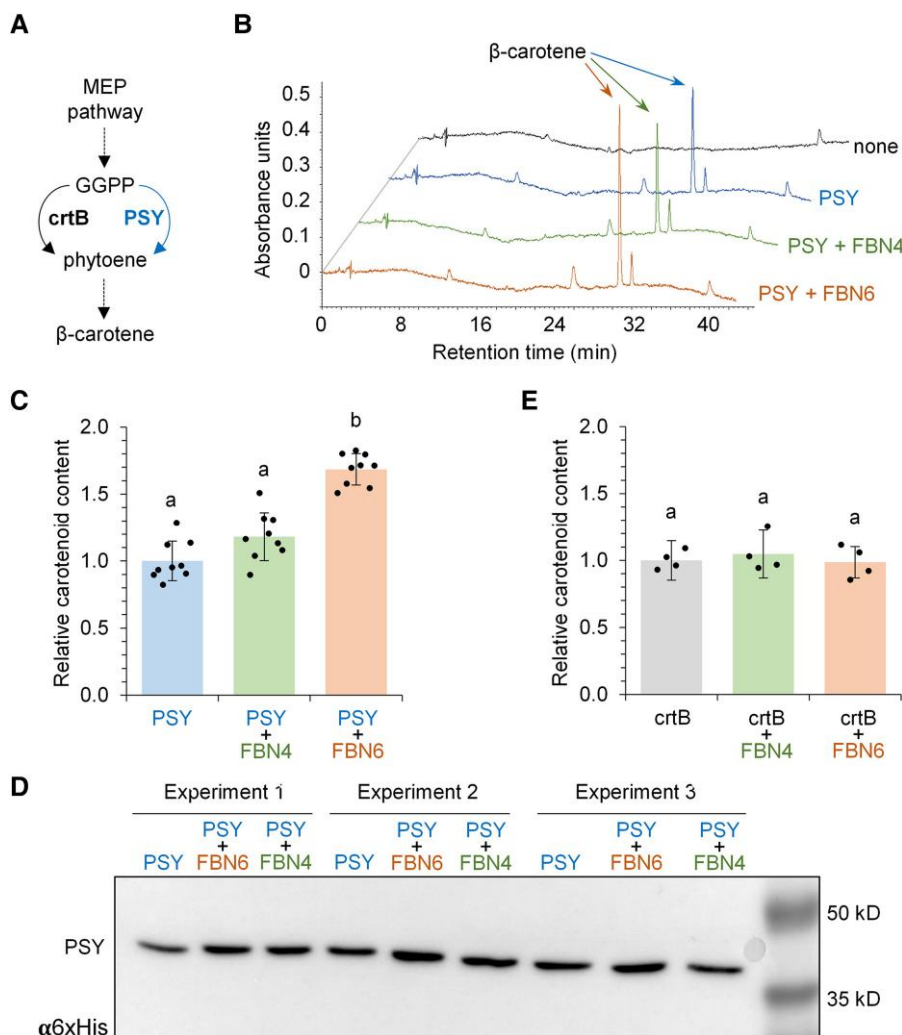 A
MEP
pathway
GGPP
crtB PSY
phytoene
β-carotene
B
β-carotene
Absorbance units
0.5
0.4
0.3
0.2
0.1
0
none
PSY
PSY + FBN4
PSY + FBN6
0 8 16 24 32 40
Retention time (min)
C
Relative carotenoid content
2.0
1.5
1.0
0.5
0.0
a
a
b
PSY PSY PSY
+ +
FBN4 FBN6
E
Relative carotenoid content
2.0
1.5
1.0
0.5
0.0
a a a
crtB crtB crtB
+ +
FBN4 FBN6
D
Experiment 1 Experiment 2 Experiment 3
PSY PSY PSY PSY PSY PSY
+ + + + + +
PSY FBN6 FBN4 PSY FBN6 FBN4 PSY FBN6 FBN4
PSY
50 kD
35 kD
α6xHis